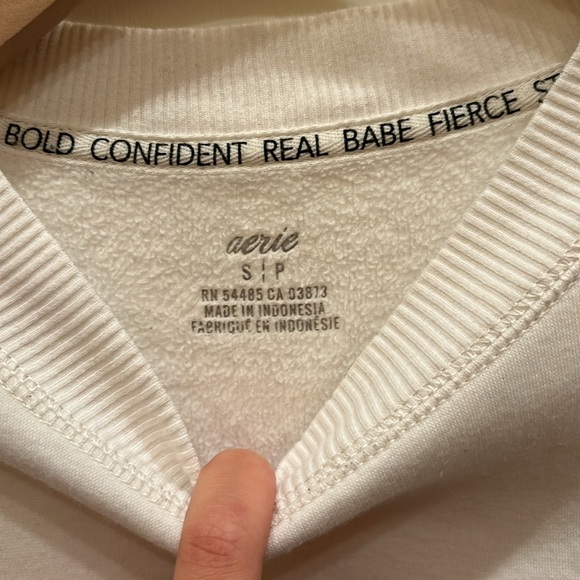 BOLD CONFIDENT REAL BABE FIERCE
aerie
S | P
RN 54485 CA 03873
MADE IN INDONESIA
FABRIQUÉ EN INDONÉSIE